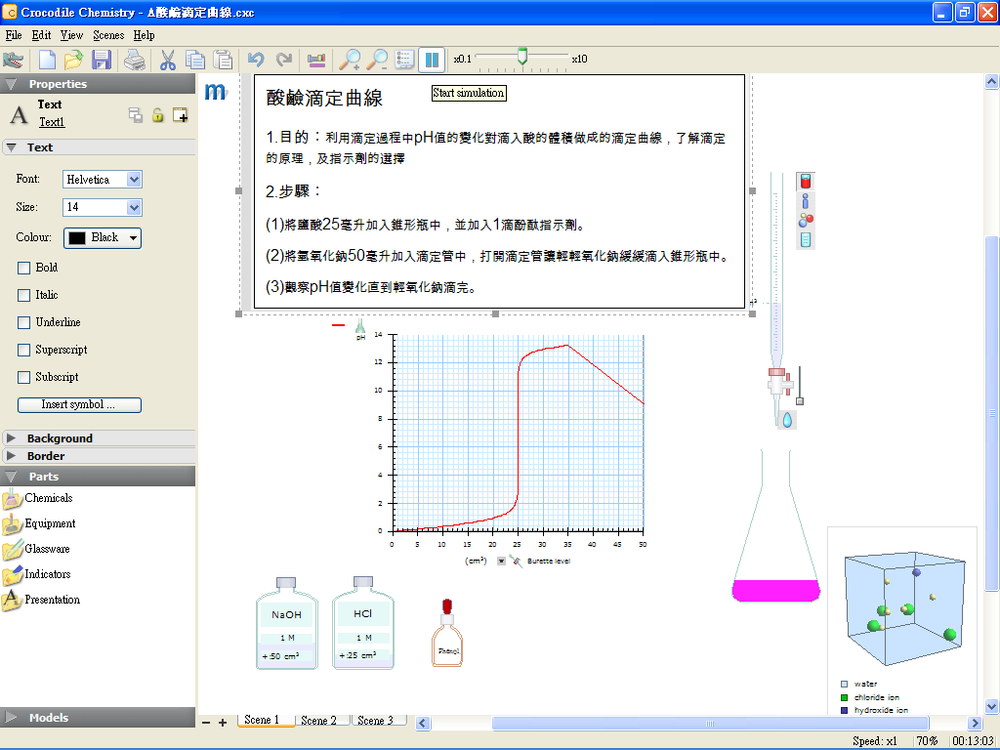 Crocodile Chemistry - A酸鹼滴定曲線.cxc
File Edit View Scenes Help
x0.1 x10
Properties
Text
Text1
Text
Font: Helvetica
Size: 14
Colour: Black
Bold
Italic
Underline
Superscript
Subscript
Insert symbol ...
Background
Border
Parts
Chemicals
Equipment
Glassware
Indicators
Presentation
Models
m
Start simulation
酸鹼滴定曲線
1.目的：利用滴定過程中pH值的變化對滴入酸的體積做成的滴定曲線，了解滴定
的原理，及指示劑的選擇
2.步驟：
(1)將鹽酸25毫升加入錐形瓶中，並加入1滴酚酞指示劑。
(2)將氫氧化鈉50毫升加入滴定管中，打開滴定管讓輕輕氧化鈉緩緩滴入錐形瓶中。
(3)觀察pH值變化直到輕氧化鈉滴完。
pH
14
12
10
8
6
4
2
0
0 5 10 15 20 25 30 35 40 45 50
(cm³) Burette level
NaOH
1 M
+:50 cm³
HCl
1 M
+:25 cm³
Phenol
water
chloride ion
hydroxide ion
Scene 1 Scene 2 Scene 3
Speed: x1 70% 00:13:03